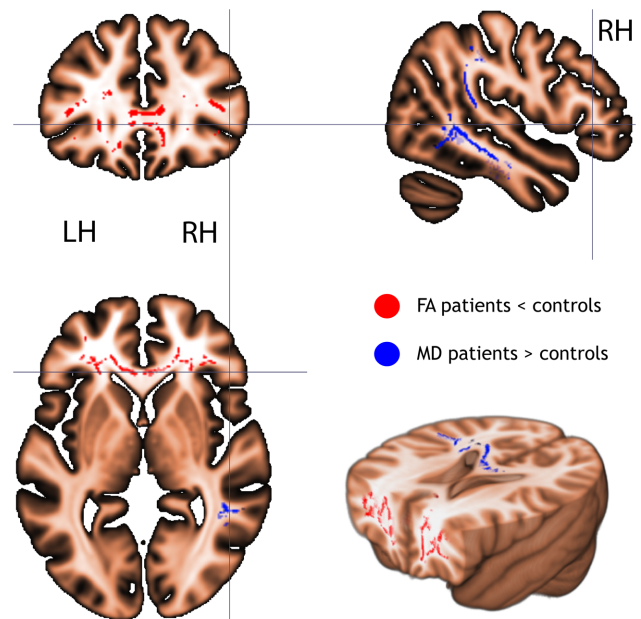 RH
LH
RH
FA patients < controls
MD patients > controls